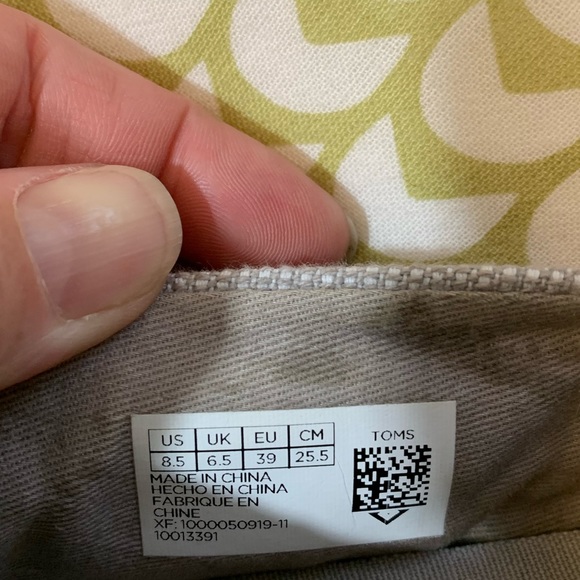 US UK EU CM TOMS
8.5 6.5 39 25.5
MADE IN CHINA
HECHO EN CHINA
FABRIQUE EN
CHINE
XF: 1000050919-11
10013391